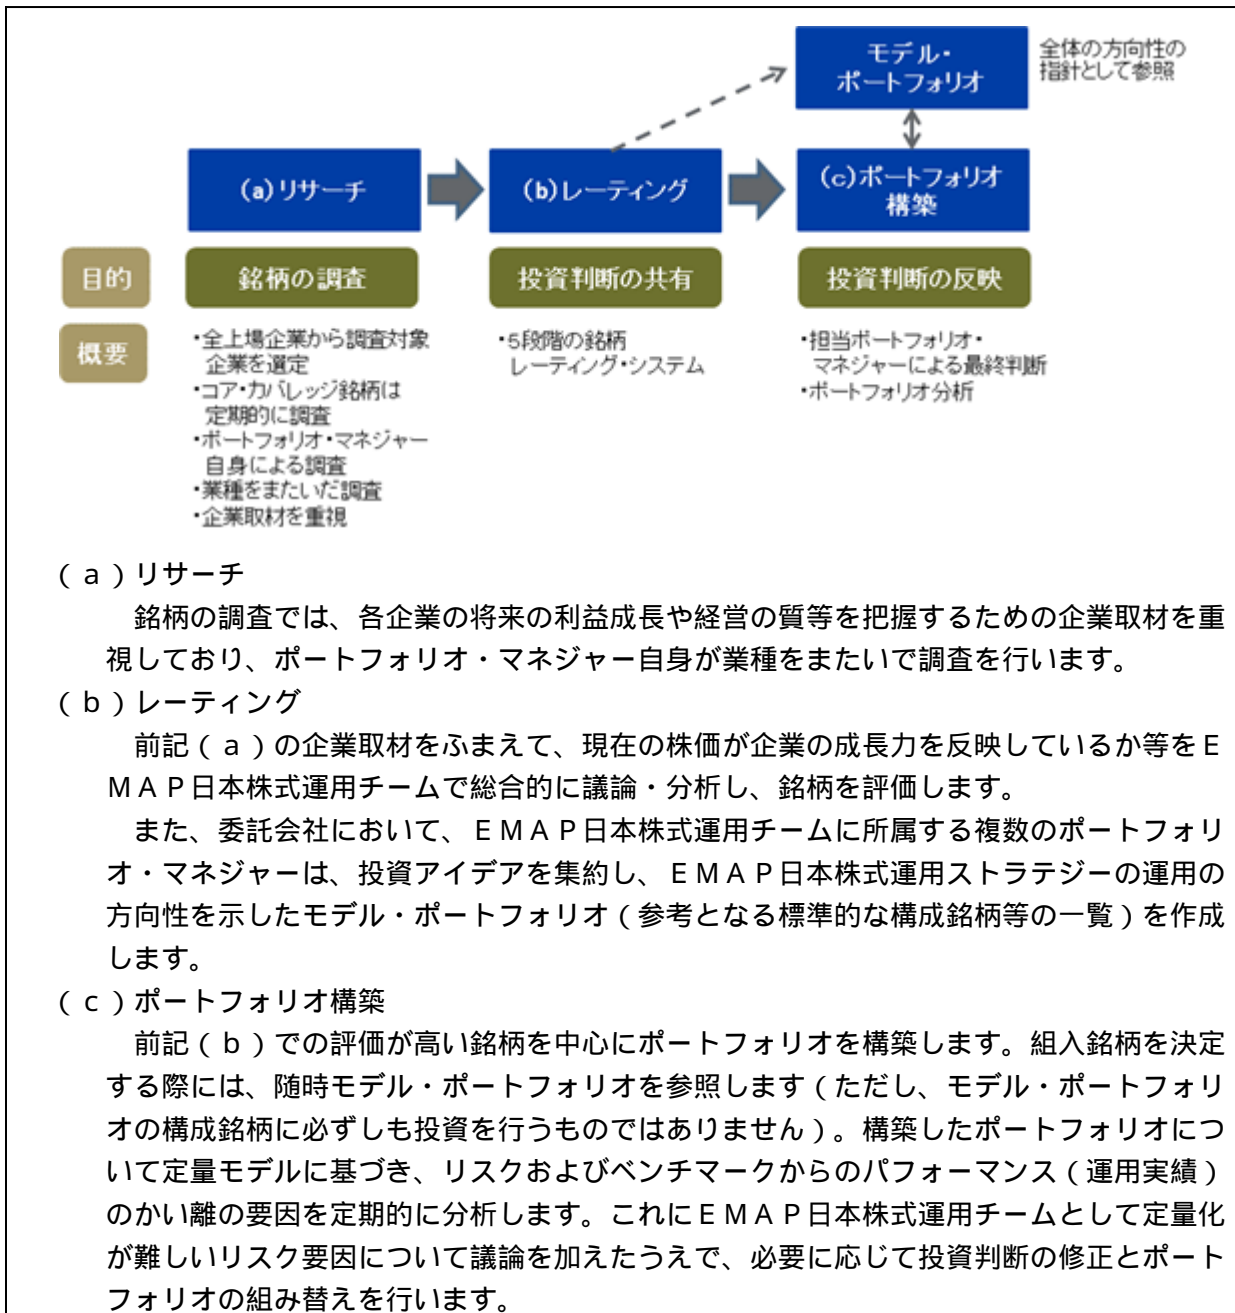 モデル・
ポートフォリオ
全体の方向性の
指針として参照
(a)リサーチ
(b)レーティング
(c)ポートフォリオ
構築
目的
銘柄の調査
投資判断の共有
投資判断の反映
概要
・全上場企業から調査対象
企業を選定
・コア・カバレッジ銘柄は
定期的に調査
・ポートフォリオ・マネジャー
自身による調査
・業種をまたいだ調査
・企業取材を重視
・5段階の銘柄
レーティング・システム
・担当ポートフォリオ・
マネジャーによる最終判断
・ポートフォリオ分析
(a)リサーチ
銘柄の調査では、各企業の将来の利益成長や経営の質等を把握するための企業取材を重
視しており、ポートフォリオ・マネジャー自身が業種をまたいで調査を行います。
(b)レーティング
前記(a)の企業取材をふまえて、現在の株価が企業の成長力を反映しているか等をE
MAP日本株式運用チームで総合的に議論・分析し、銘柄を評価します。
また、委託会社において、EMAP日本株式運用チームに所属する複数のポートフォリ
オ・マネジャーは、投資アイデアを集約し、EMAP日本株式運用ストラテジーの運用の
方向性を示したモデル・ポートフォリオ(参考となる標準的な構成銘柄等の一覧)を作成
します。
(c)ポートフォリオ構築
前記(b)での評価が高い銘柄を中心にポートフォリオを構築します。組入銘柄を決定
する際には、随時モデル・ポートフォリオを参照します(ただし、モデル・ポートフォリ
オの構成銘柄に必ずしも投資を行うものではありません)。構築したポートフォリオにつ
いて定量モデルに基づき、リスクおよびベンチマークからのパフォーマンス(運用実績)
のかい離の要因を定期的に分析します。これにEMAP日本株式運用チームとして定量化
が難しいリスク要因について議論を加えたうえで、必要に応じて投資判断の修正とポート
フォリオの組み替えを行います。